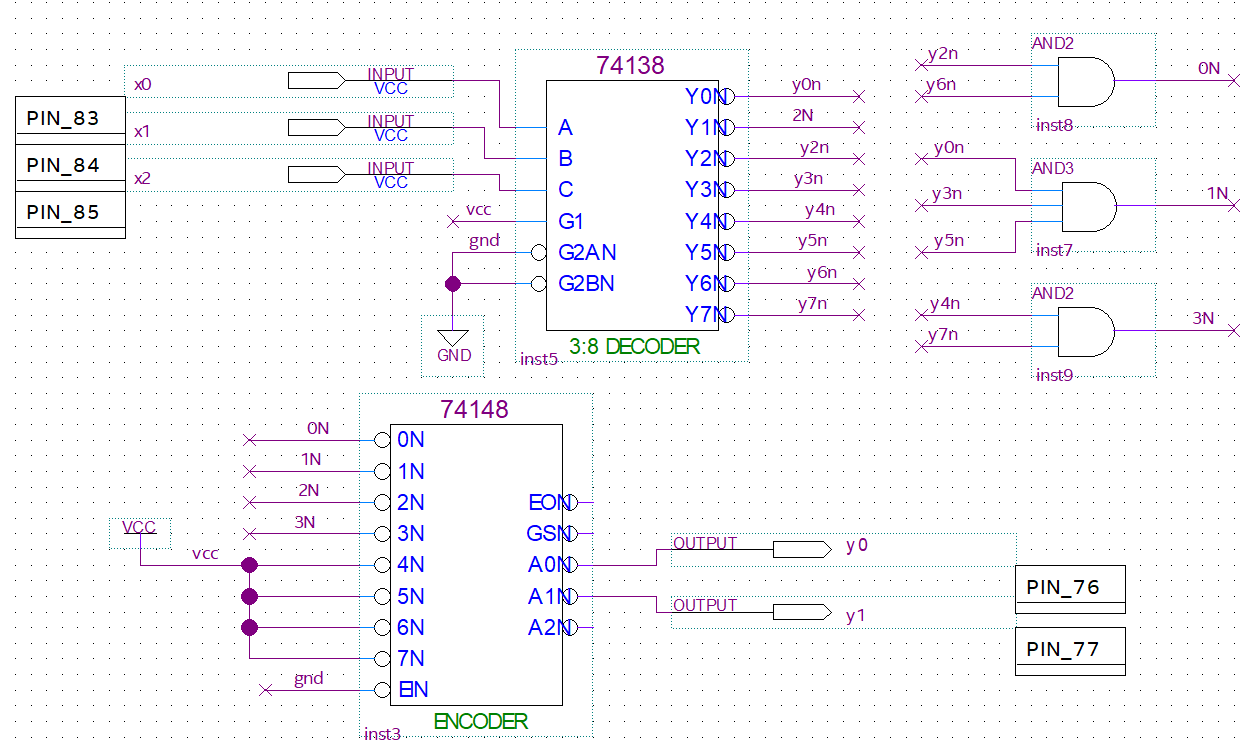 74138
x0
INPUT
VCC
PIN_83
x1
INPUT
VCC
PIN_84
x2
INPUT
VCC
PIN_85
vcc
gnd
GND
A
B
C
G1
G2AN
G2BN
Y0N
Y1N
Y2N
Y3N
Y4N
Y5N
Y6N
Y7N
inst5
3:8 DECODER
y0n
2N
y2n
y3n
y4n
y5n
y6n
y7n
AND2
y2n
y6n
0N
inst8
AND3
y0n
y3n
y5n
1N
inst7
AND2
y4n
y7n
3N
inst9
74148
0N
1N
2N
3N
VCC
vcc
gnd
0N
1N
2N
3N
4N
5N
6N
7N
EIN
EON
GSN
A0N
A1N
A2N
inst3
ENCODER
OUTPUT
y0
PIN_76
OUTPUT
y1
PIN_77